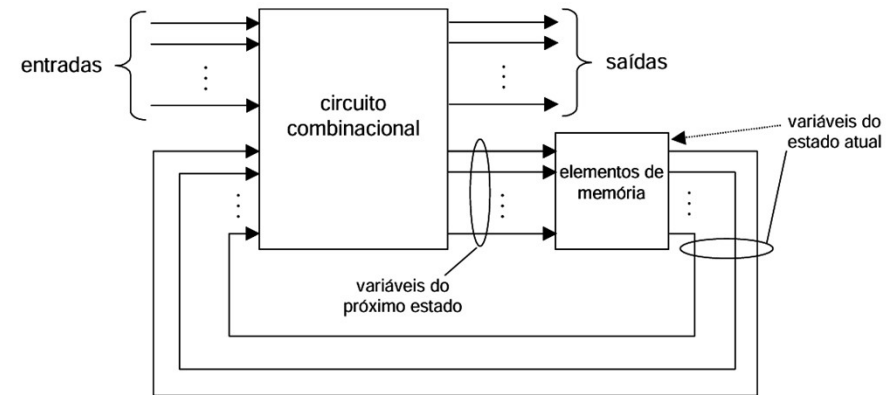 entradas
saídas
circuito
combinacional
variáveis do
estado atual
elementos de
memória
variáveis do
próximo estado